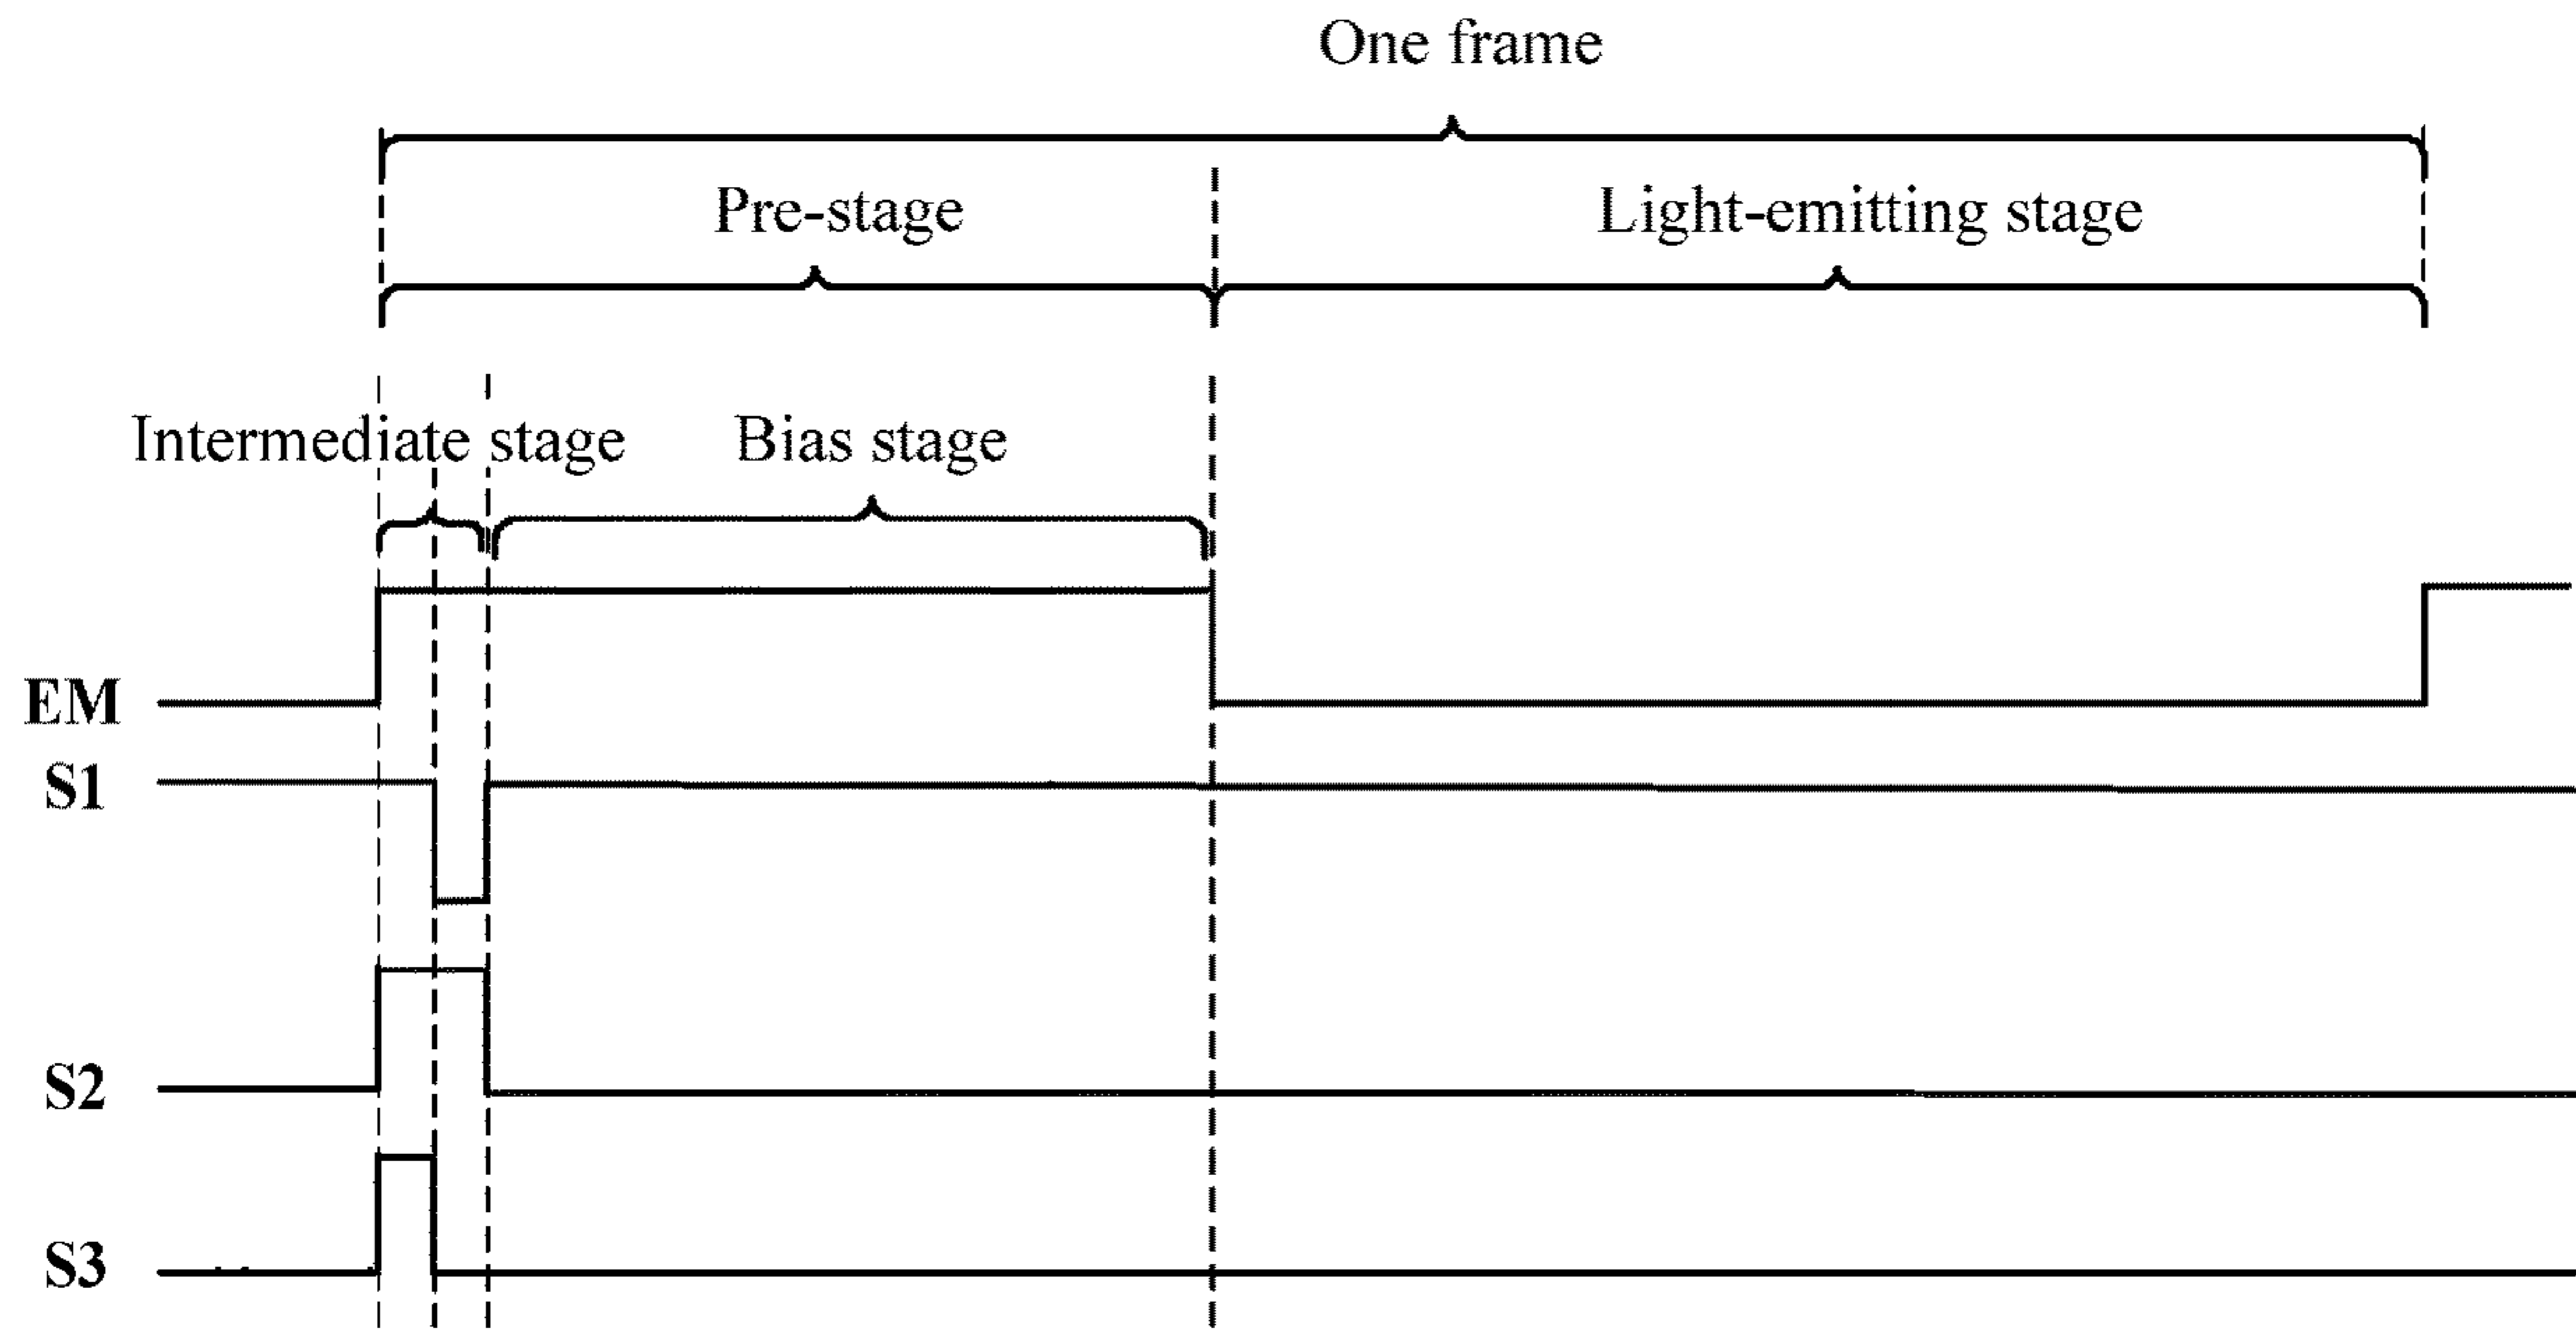 One frame
Pre-stage
Light-emitting stage
Intermediate stage
Bias stage
EM
S1
S2
S3